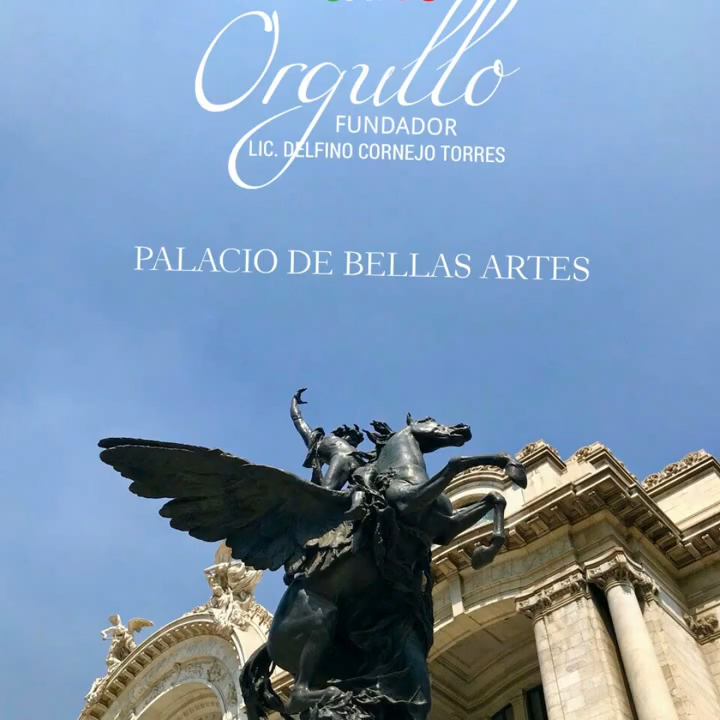 Orgullo
FUNDADOR
LIC. DELFINO CORNEJO TORRES
PALACIO DE BELLAS ARTES